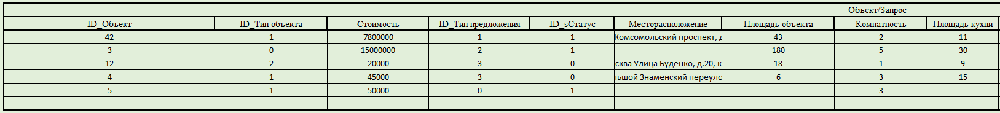 Объект/Запрос
ID_Объект ID_Тип объекта Стоимость ID_Тип предложения ID_sСтатус Месторасположение Площадь объекта Комнатность Площадь кухни
42 1 7800000 1 1 Комсомольский проспект, д 43 2 11
3 0 15000000 2 1 180 5 30
12 2 20000 3 0 сква Улица Буденко, д.20, к 18 1 9
4 1 45000 3 0 льшой Знаменский переуло 6 3 15
5 1 50000 0 1 3